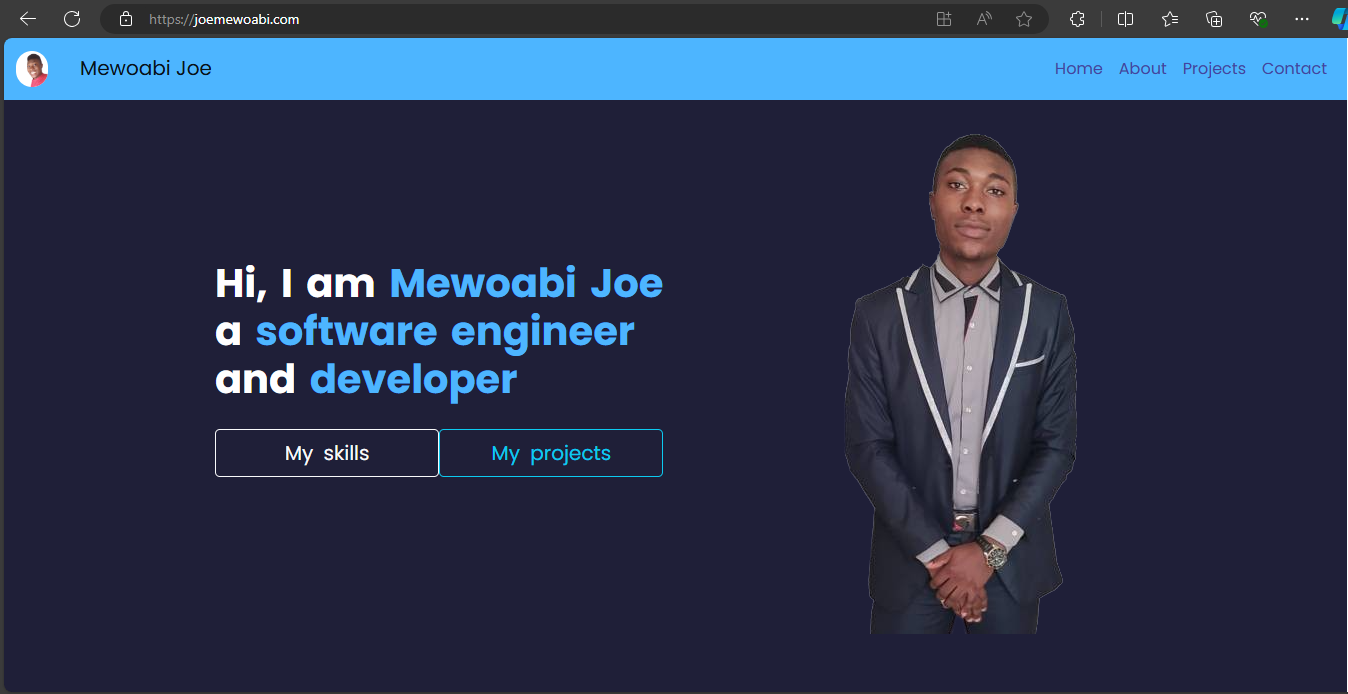 https://joemewoabi.com
Mewoabi Joe
Home About Projects Contact
Hi, I am Mewoabi Joe
a software engineer
and developer
My skills My projects